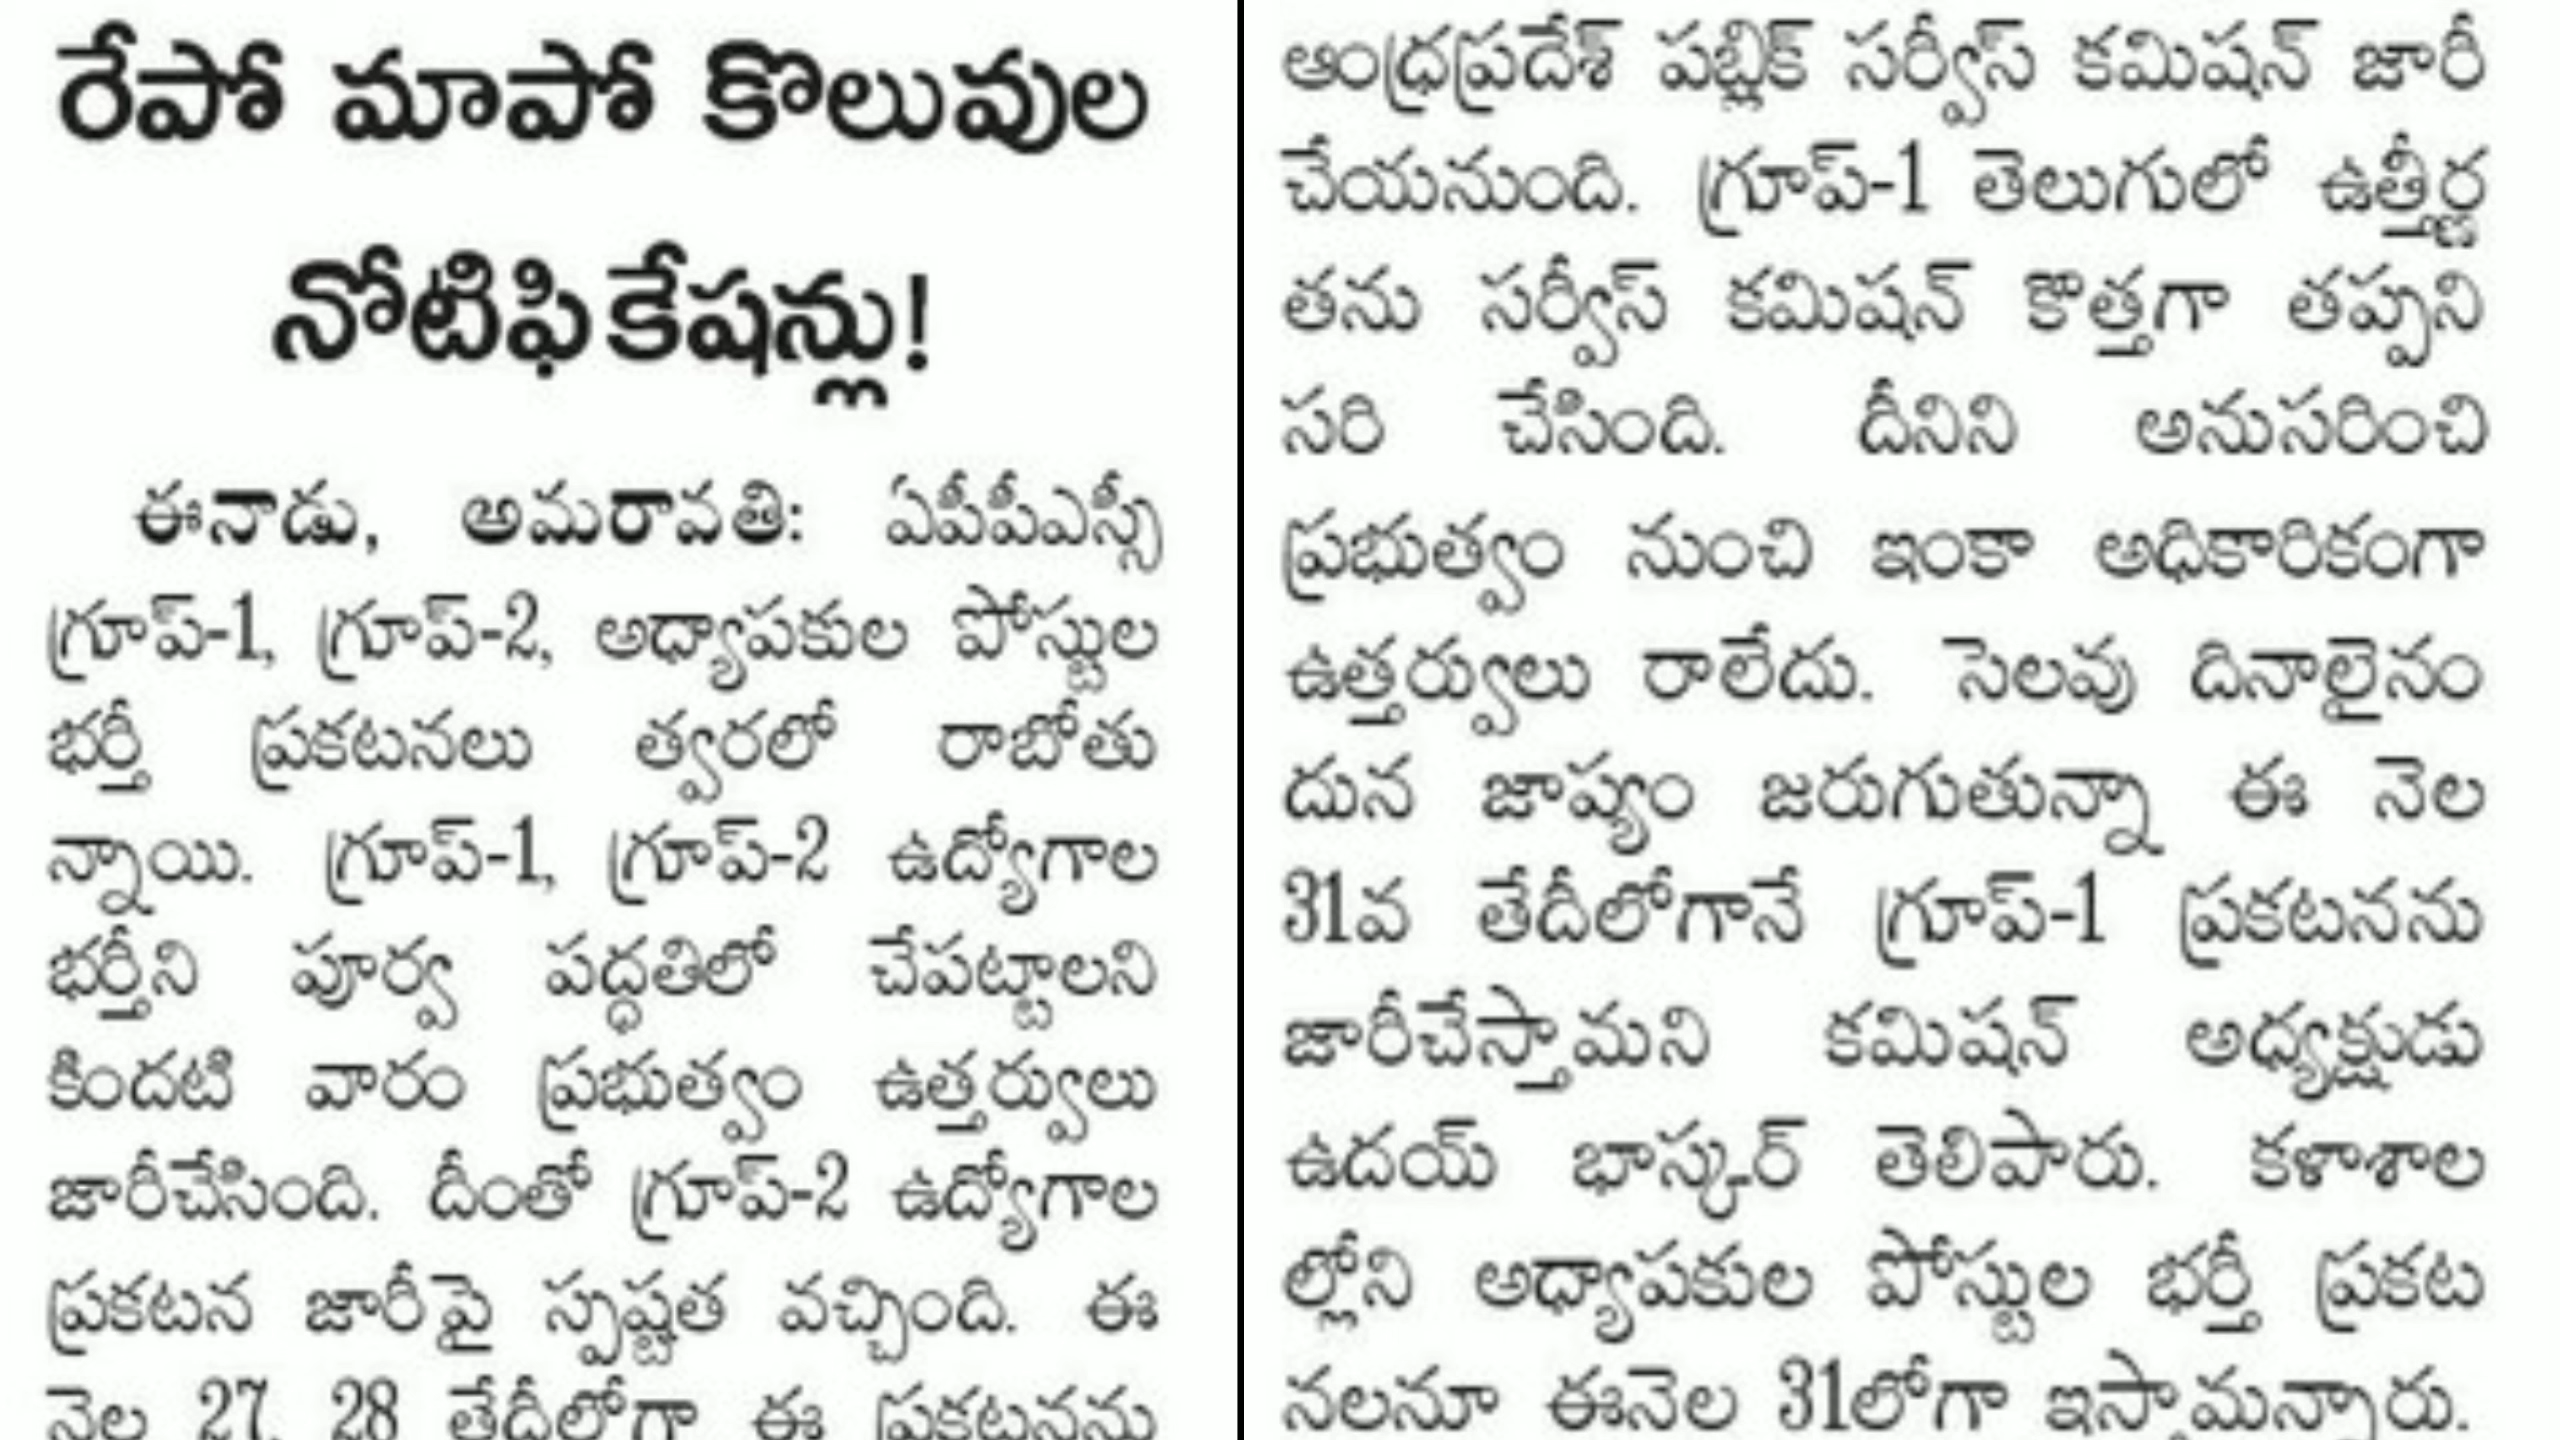 రేపో మాపో కొలువుల
నోటిఫికేషన్లు!
ఈనాడు, అమరావతి: ఏపీపీఎస్సీ
గ్రూప్-1, గ్రూప్-2, అధ్యాపకుల పోస్టుల
భర్తీ ప్రకటనలు త్వరలో రాబోతు
న్నాయి. గ్రూప్-1, గ్రూప్-2 ఉద్యోగాల
భర్తీని పూర్వ పద్ధతిలో చేపట్టాలని
కిందటి వారం ప్రభుత్వం ఉత్తర్వులు
జారీచేసింది. దీంతో గ్రూప్-2 ఉద్యోగాల
ప్రకటన జారీపై స్పష్టత వచ్చింది. ఈ
నెల 27, 28 తేదీల్లోగా ఈ ప్రకటనను
ఆంధ్రప్రదేశ్ పబ్లిక్ సర్వీస్ కమిషన్ జారీ
చేయనుంది. గ్రూప్-1 తెలుగులో ఉత్తీర్ణ
తను సర్వీస్ కమిషన్ కొత్తగా తప్పని
సరి చేసింది. దీనిని అనుసరించి
ప్రభుత్వం నుంచి ఇంకా అధికారికంగా
ఉత్తర్వులు రాలేదు. సెలవు దినాలైనం
దున జాప్యం జరుగుతున్నా ఈ నెల
31వ తేదీలోగానే గ్రూప్-1 ప్రకటనను
జారీచేస్తామని కమిషన్ అధ్యక్షుడు
ఉదయ్ భాస్కర్ తెలిపారు. కళాశాల
ల్లోని అధ్యాపకుల పోస్టుల భర్తీ ప్రకట
నలనూ ఈనెల 31లోగా ఇస్తామన్నారు.